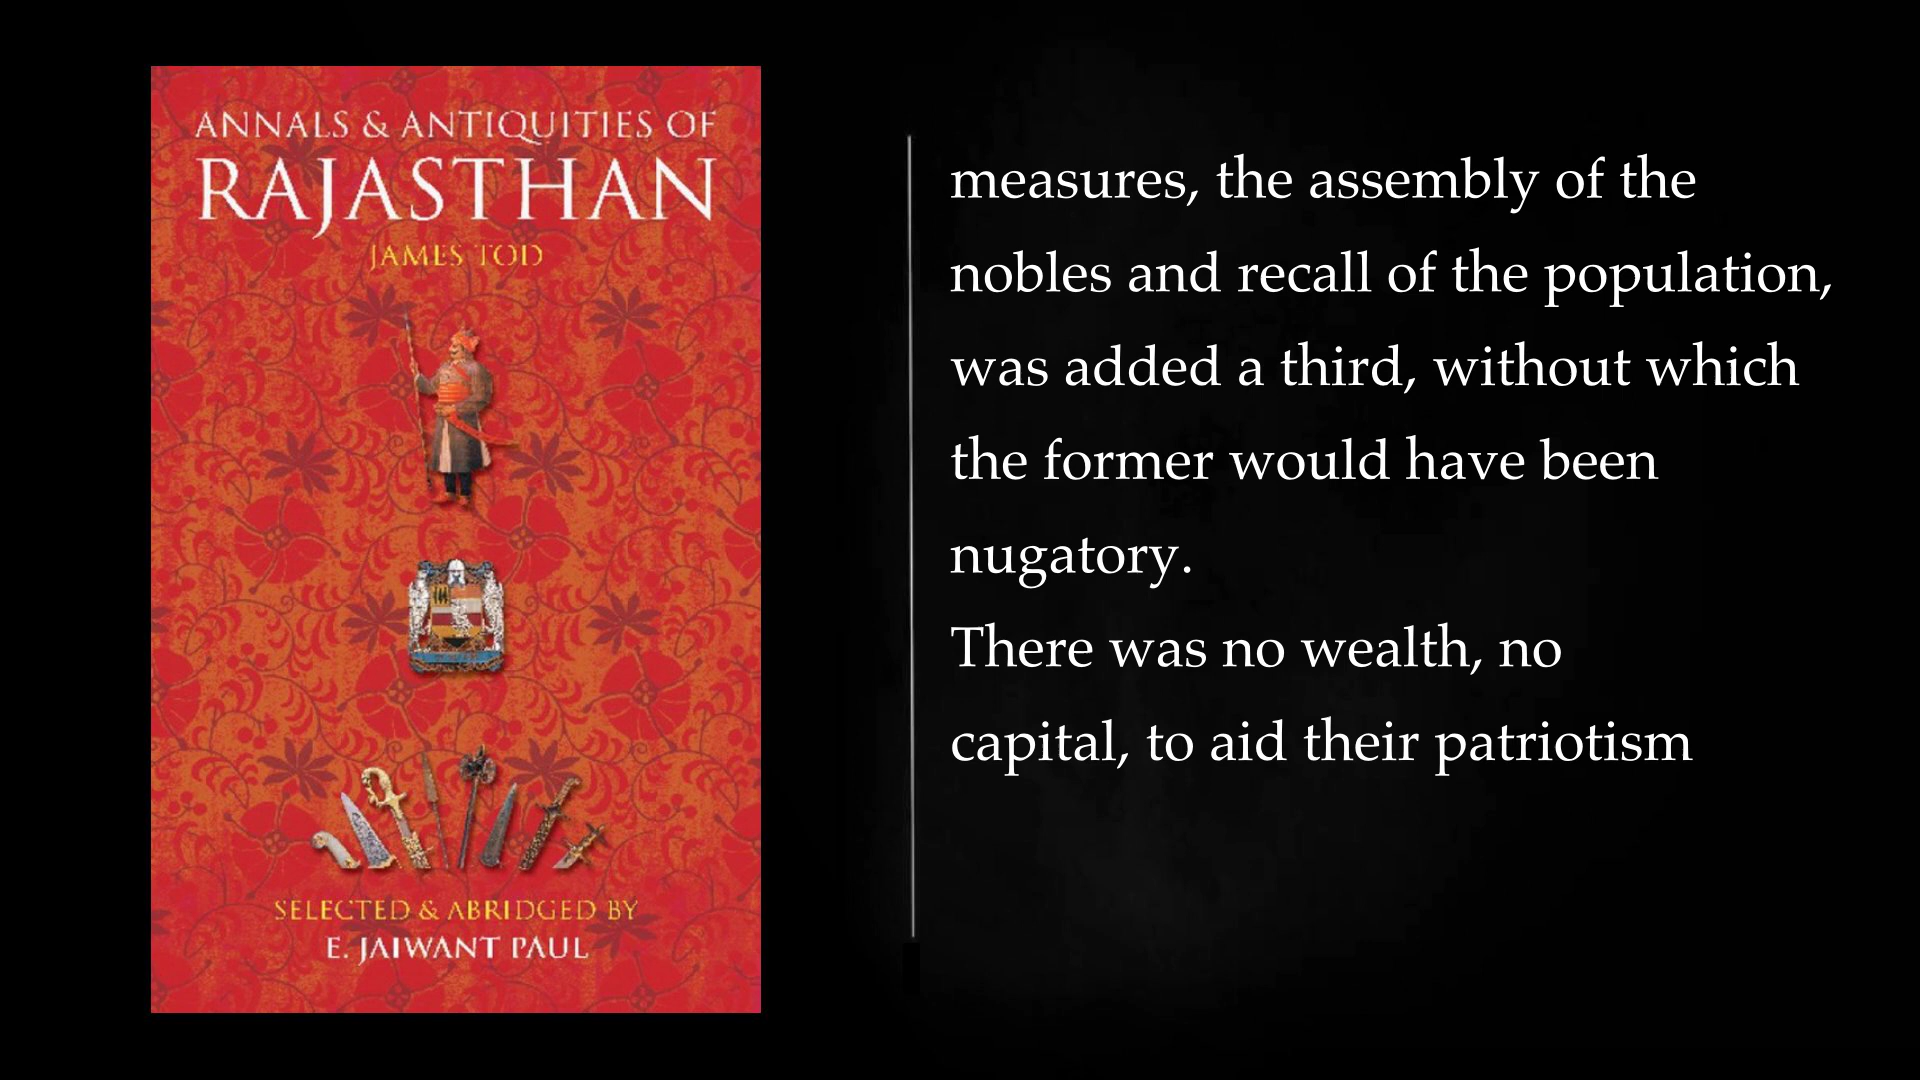 ANNALS & ANTIQUITIES OF
RAJASTHAN
JAMES TOD
SELECTED & ABRIDGED BY
E. JAIWANT PAUL
measures, the assembly of the
nobles and recall of the population,
was added a third, without which
the former would have been
nugatory.
There was no wealth, no
capital, to aid their patriotism